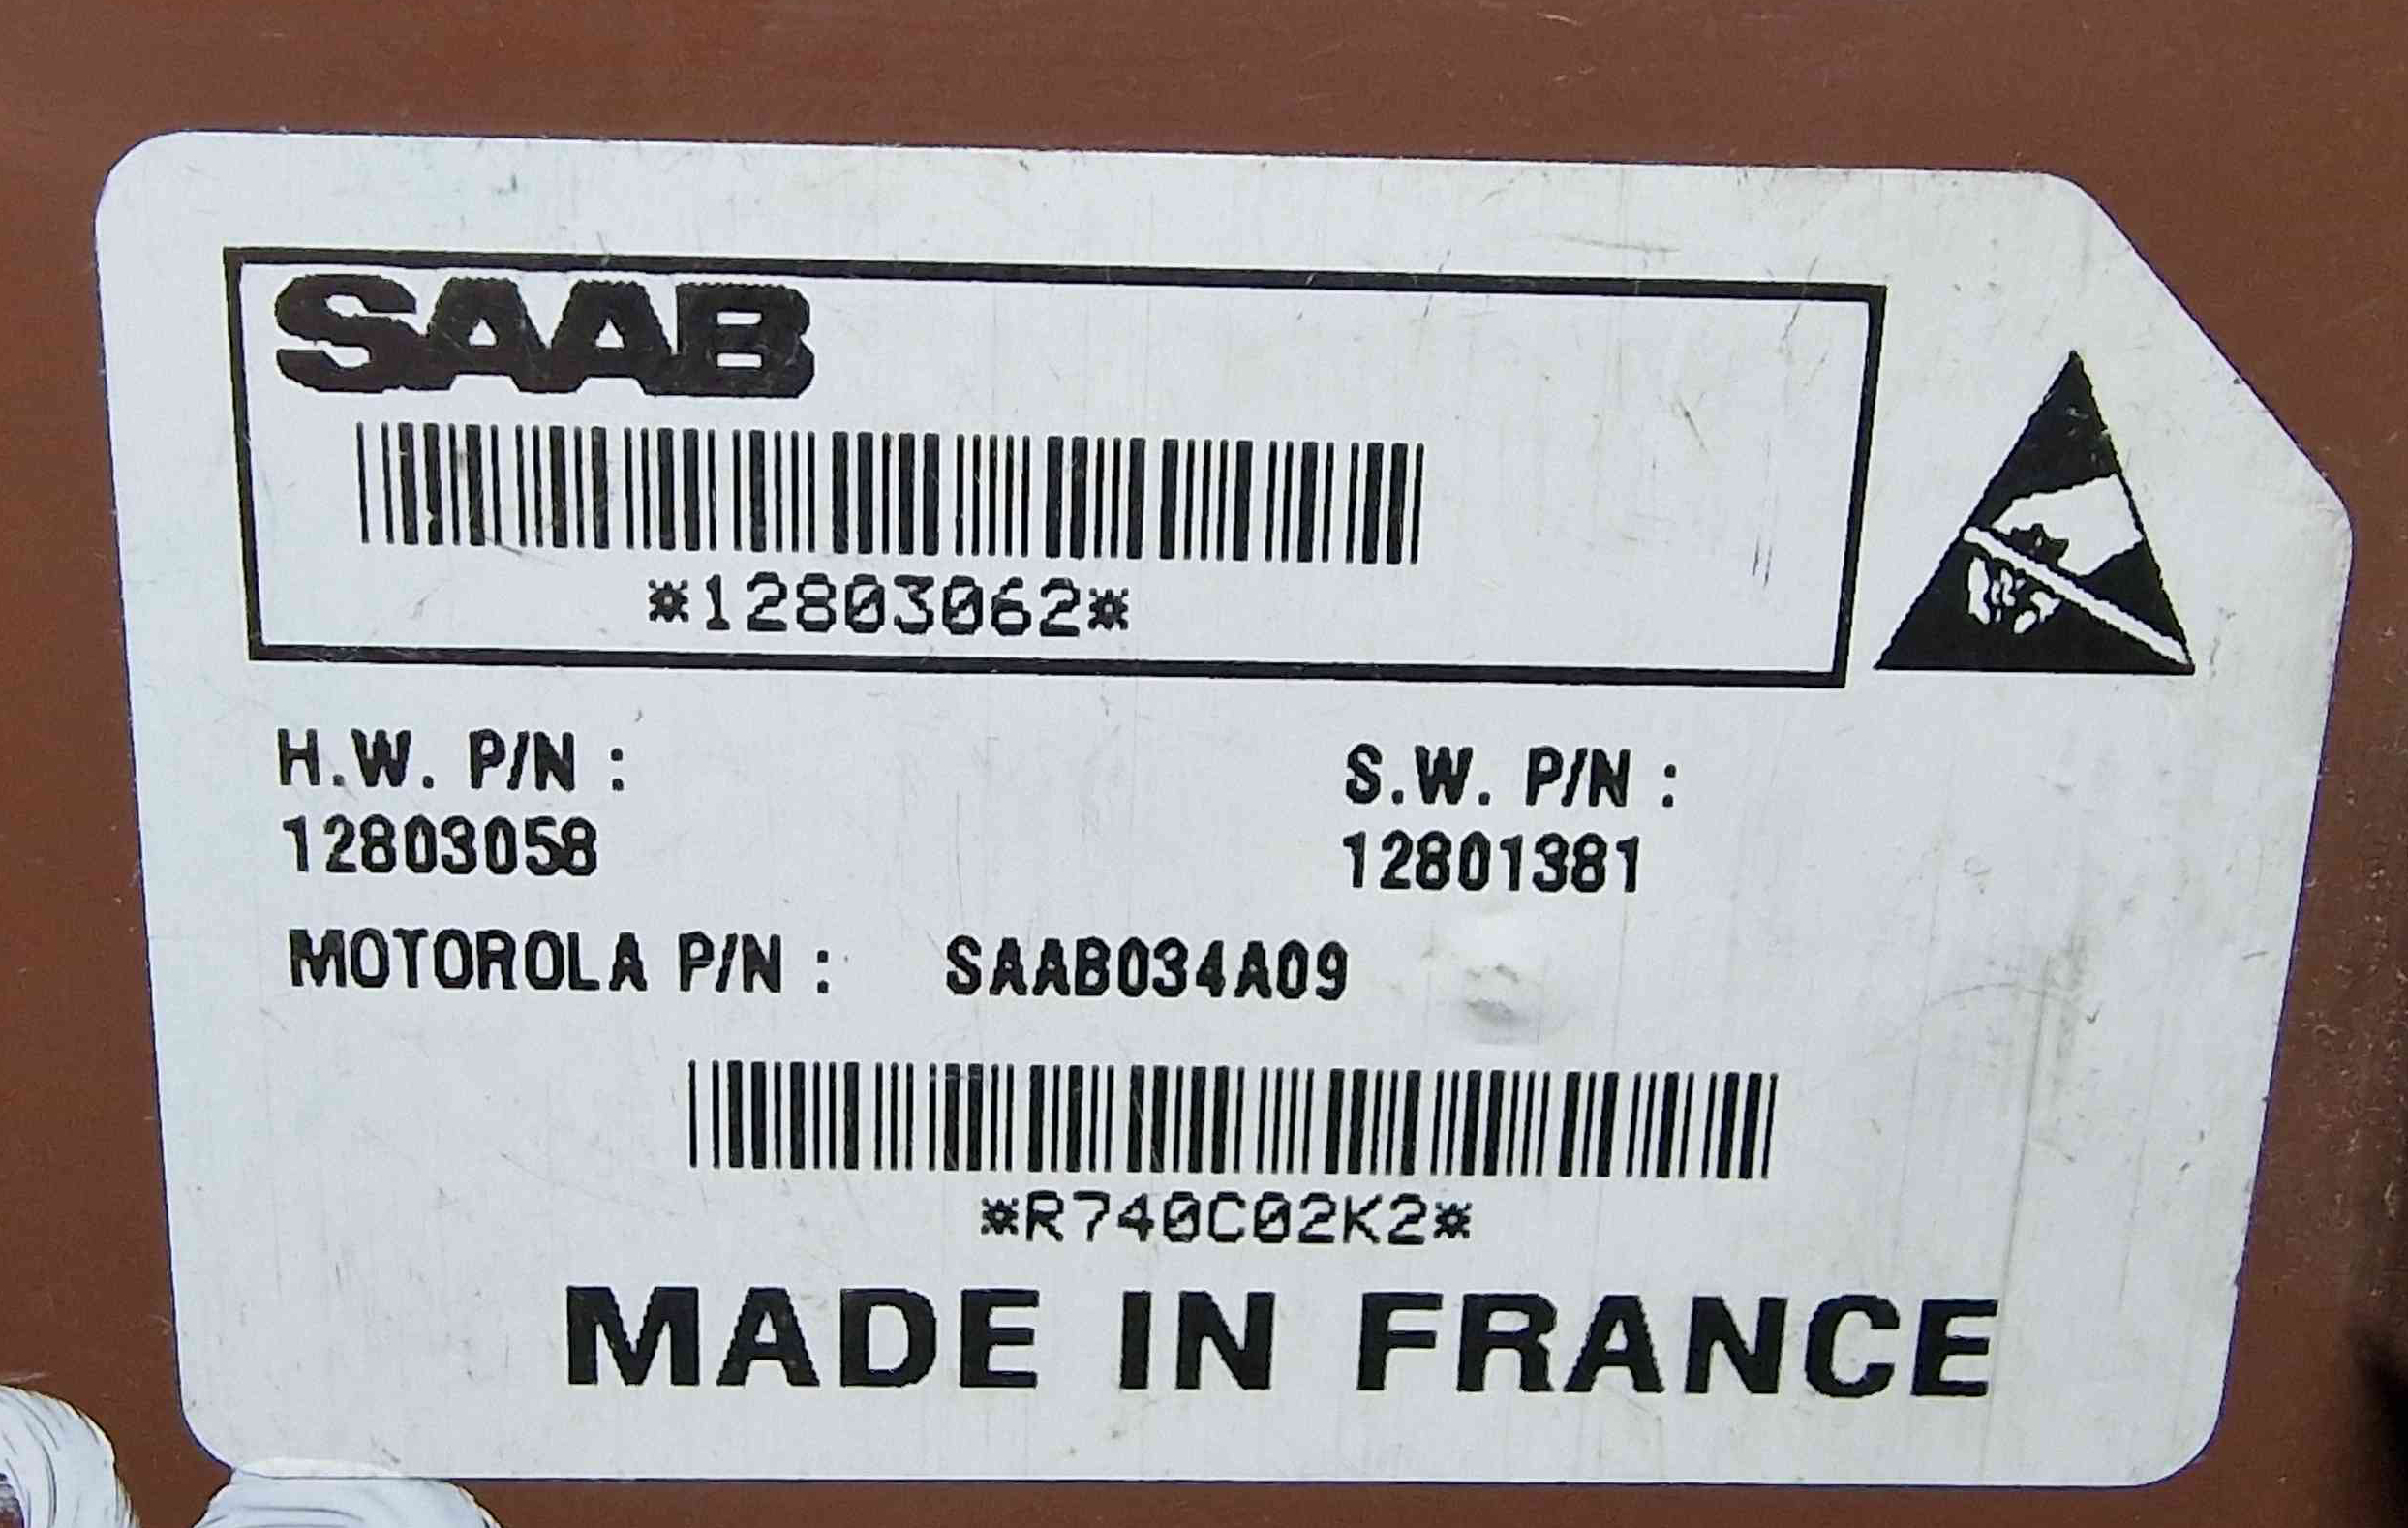 SAAB
*12803062*
H.W. P/N :
12803058
S.W. P/N :
12801381
MOTOROLA P/N : SAAB034A09
*R740C02K2*
MADE IN FRANCE